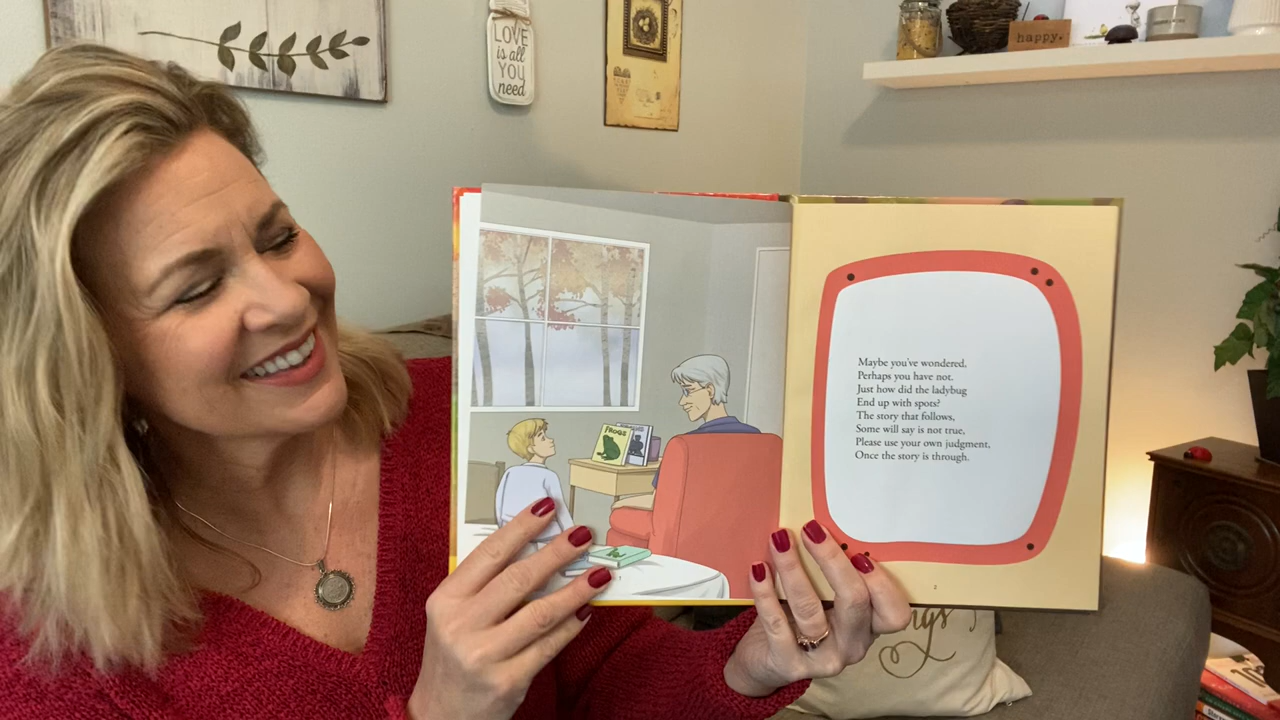 LOVE
is all
YOU
need
happy.
FROGS
Maybe you've wondered,
Perhaps you have not.
Just how did the ladybug
End up with spots?
The story that follows,
Some will say is not true,
Please use your own judgment,
Once the story is through.